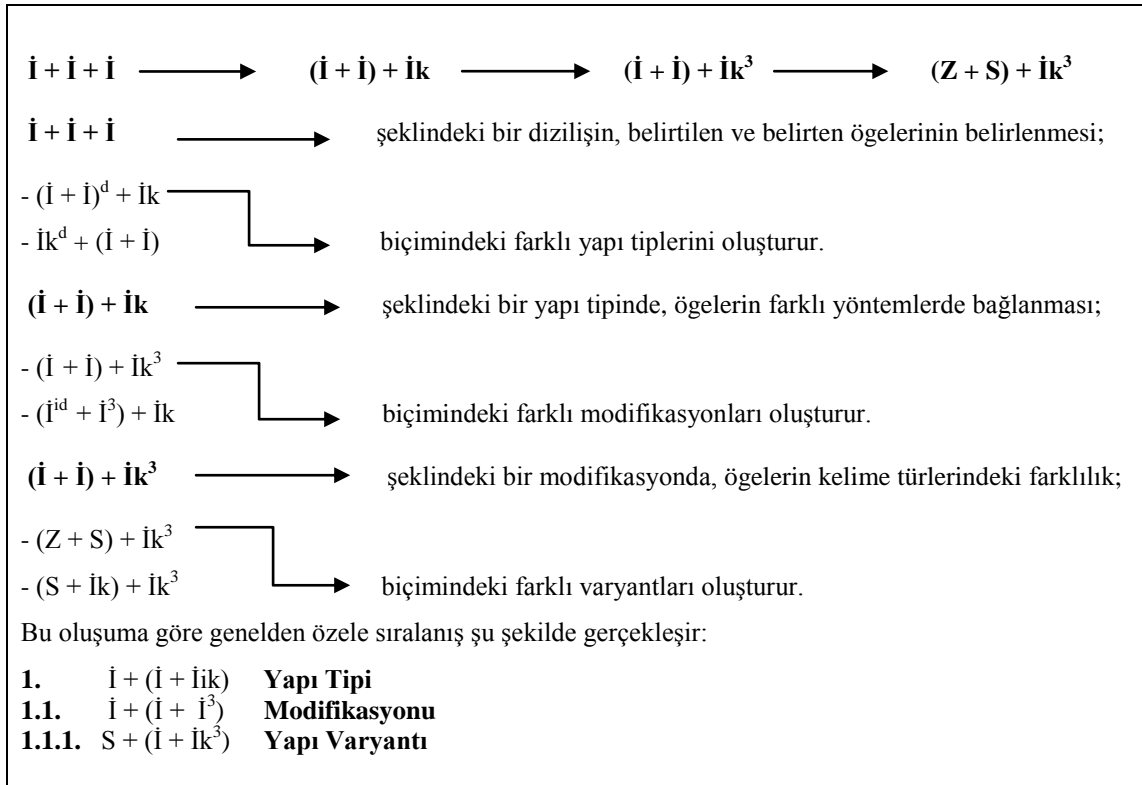 İ + İ + İ ⟶ (İ + İ) + İk ⟶ (İ + İ) + İk³ ⟶ (Z + S) + İk³
İ + İ + İ ⟶ şeklindeki bir dizilişin, belirtilen ve belirten ögelerinin belirlenmesi;
- (İ + İ)ᵈ + İk
- İkᵈ + (İ + İ) ⟶ biçimindeki farklı yapı tiplerini oluşturur.
(İ + İ) + İk ⟶ şeklindeki bir yapı tipinde, ögelerin farklı yöntemlerde bağlanması;
- (İ + İ) + İk³
- (İⁱᵈ + İ³) + İk ⟶ biçimindeki farklı modifikasyonları oluşturur.
(İ + İ) + İk³ ⟶ şeklindeki bir modifikasyonda, ögelerin kelime türlerindeki farklılık;
- (Z + S) + İk³
- (S + İk) + İk³ ⟶ biçimindeki farklı varyantları oluşturur.
Bu oluşuma göre genelden özele sıralanış şu şekilde gerçekleşir:
1. İ + (İ + İik) Yapı Tipi
1.1. İ + (İ + İ³) Modifikasyonu
1.1.1. S + (İ + İk³) Yapı Varyantı